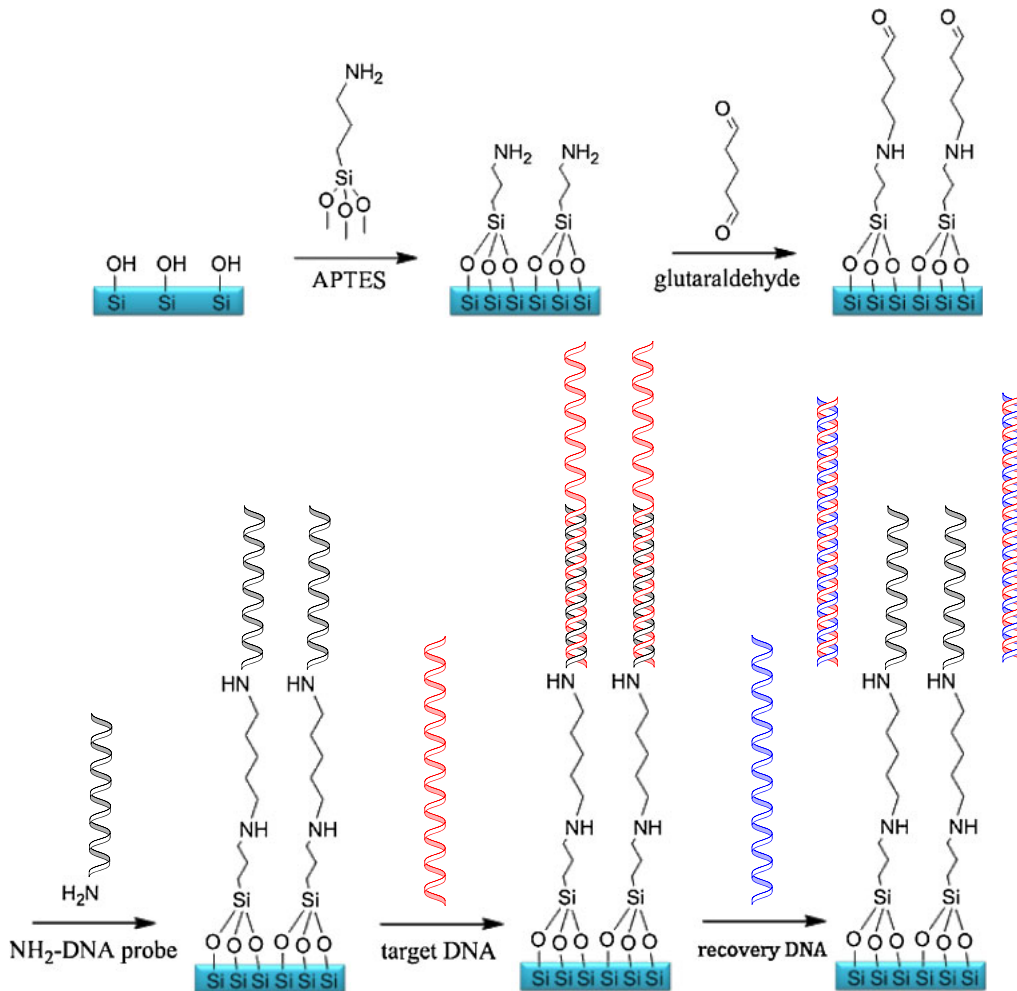 NH2
Si
O O O
OH OH OH
Si Si Si
APTES
NH2 NH2
Si Si
O O O O O O
Si Si Si Si Si Si
O
O
glutaraldehyde
O O
NH NH
Si Si
O O O O O O
Si Si Si Si Si Si
H2N
NH2-DNA probe
HN HN
NH NH
Si Si
O O O O O O
Si Si Si Si Si Si
target DNA
HN HN
NH NH
Si Si
O O O O O O
Si Si Si Si Si Si
recovery DNA
HN HN
NH NH
Si Si
O O O O O O
Si Si Si Si Si Si